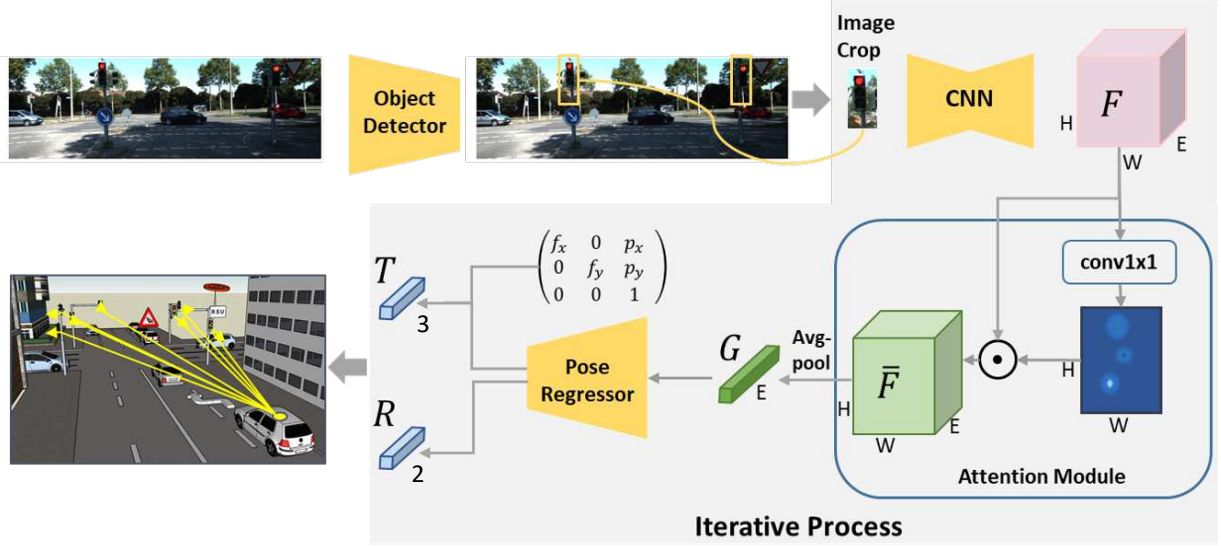 Image
Crop
Object
Detector
CNN
F
H
W
E
conv1x1
T
3
f_x 0 p_x
0 f_y p_y
0 0 1
RSU
Pose
Regressor
G
E
Avg-
pool
F̅
H
W
E
H
W
R
2
Attention Module
Iterative Process